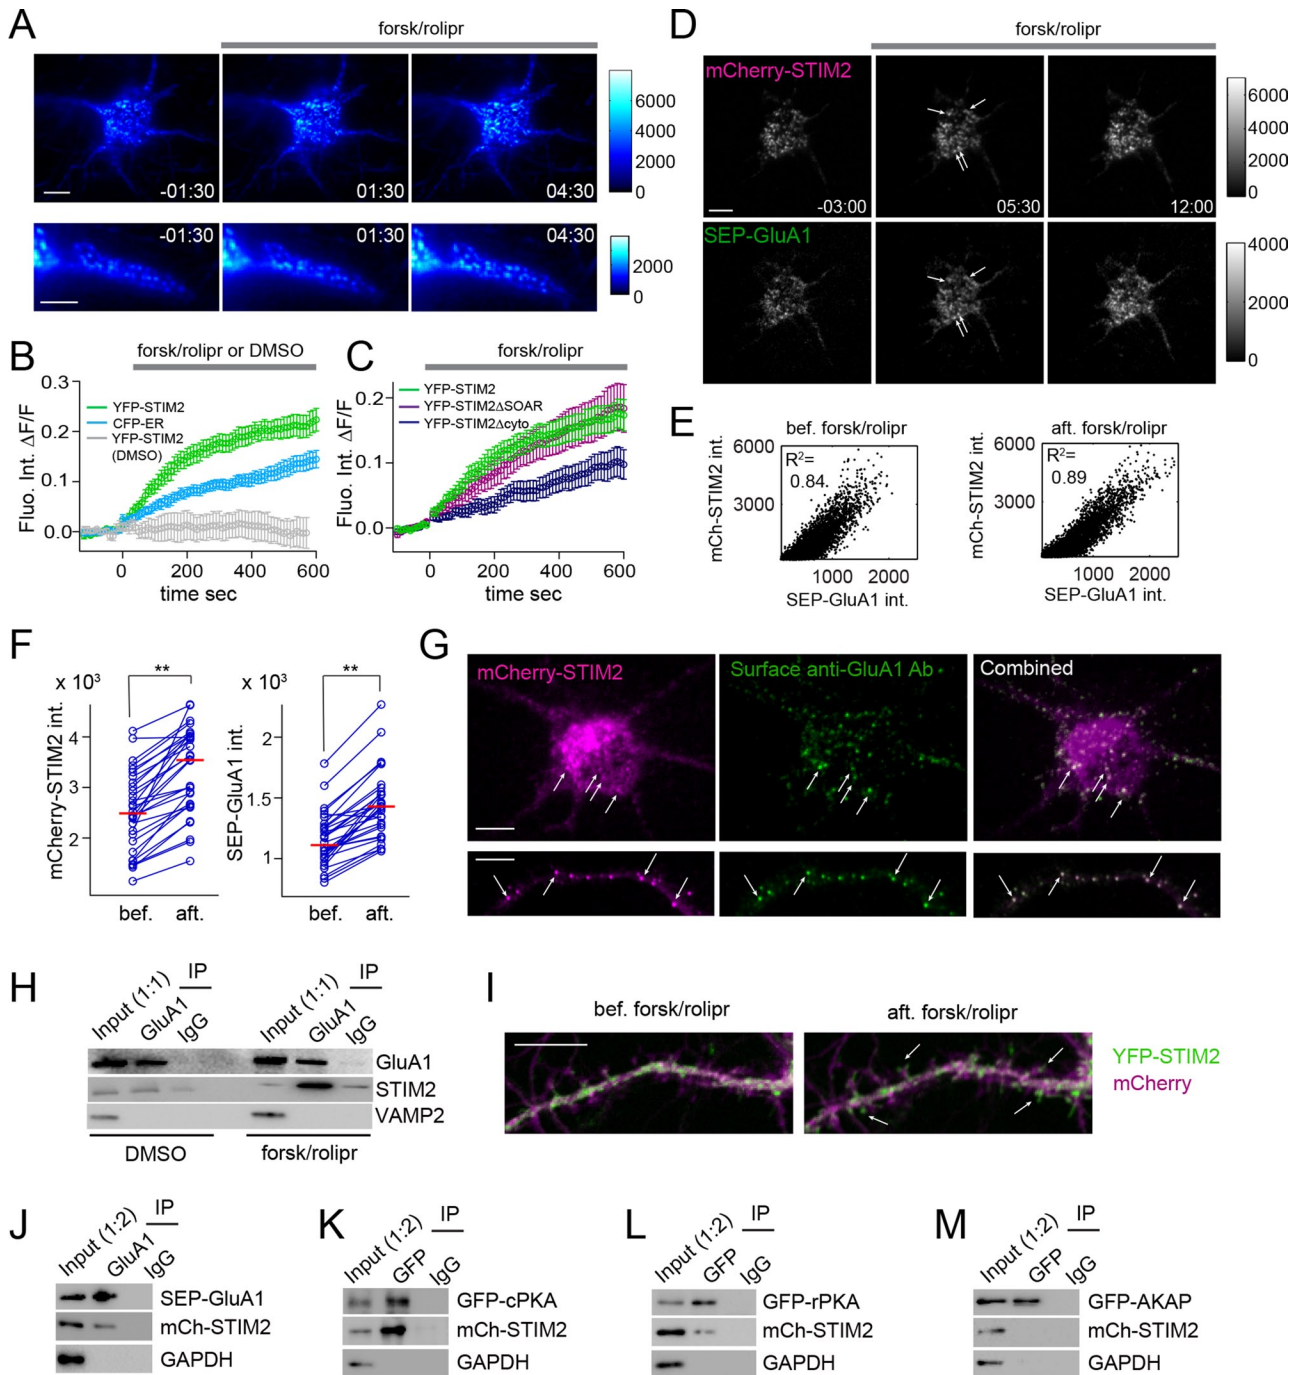 A
forsk/rolipr
-01:30
01:30
04:30
6000
4000
2000
0
-01:30
01:30
04:30
2000
0
B
forsk/rolipr or DMSO
Fluo. Int. ΔF/F
0.3
0.2
0.1
0.0
YFP-STIM2
CFP-ER
YFP-STIM2
(DMSO)
0
200
400
600
time sec
C
forsk/rolipr
Fluo. Int. ΔF/F
0.2
0.1
0.0
YFP-STIM2
YFP-STIM2ΔSOAR
YFP-STIM2Δcyto
0
200
400
600
time sec
D
forsk/rolipr
mCherry-STIM2
-03:00
05:30
12:00
6000
4000
2000
0
SEP-GluA1
4000
2000
0
E
bef. forsk/rolipr
mCh-STIM2 int.
6000
3000
R²=
0.84
1000
2000
SEP-GluA1 int.
aft. forsk/rolipr
mCh-STIM2 int.
6000
3000
R²=
0.89
1000
2000
SEP-GluA1 int.
F
**
x 10³
mCherry-STIM2 int.
4
3
2
bef.
aft.
**
x 10³
SEP-GluA1 int.
2
1.5
1
bef.
aft.
G
mCherry-STIM2
Surface anti-GluA1 Ab
Combined
H
IP
IP
Input (1:1)
GluA1
IgG
Input (1:1)
GluA1
IgG
GluA1
STIM2
VAMP2
DMSO
forsk/rolipr
I
bef. forsk/rolipr
aft. forsk/rolipr
YFP-STIM2
mCherry
J
IP
Input (1:2)
GluA1
IgG
SEP-GluA1
mCh-STIM2
GAPDH
K
IP
Input (1:2)
GFP
IgG
GFP-cPKA
mCh-STIM2
GAPDH
L
IP
Input (1:2)
GFP
IgG
GFP-rPKA
mCh-STIM2
GAPDH
M
IP
Input (1:2)
GFP
IgG
GFP-AKAP
mCh-STIM2
GAPDH